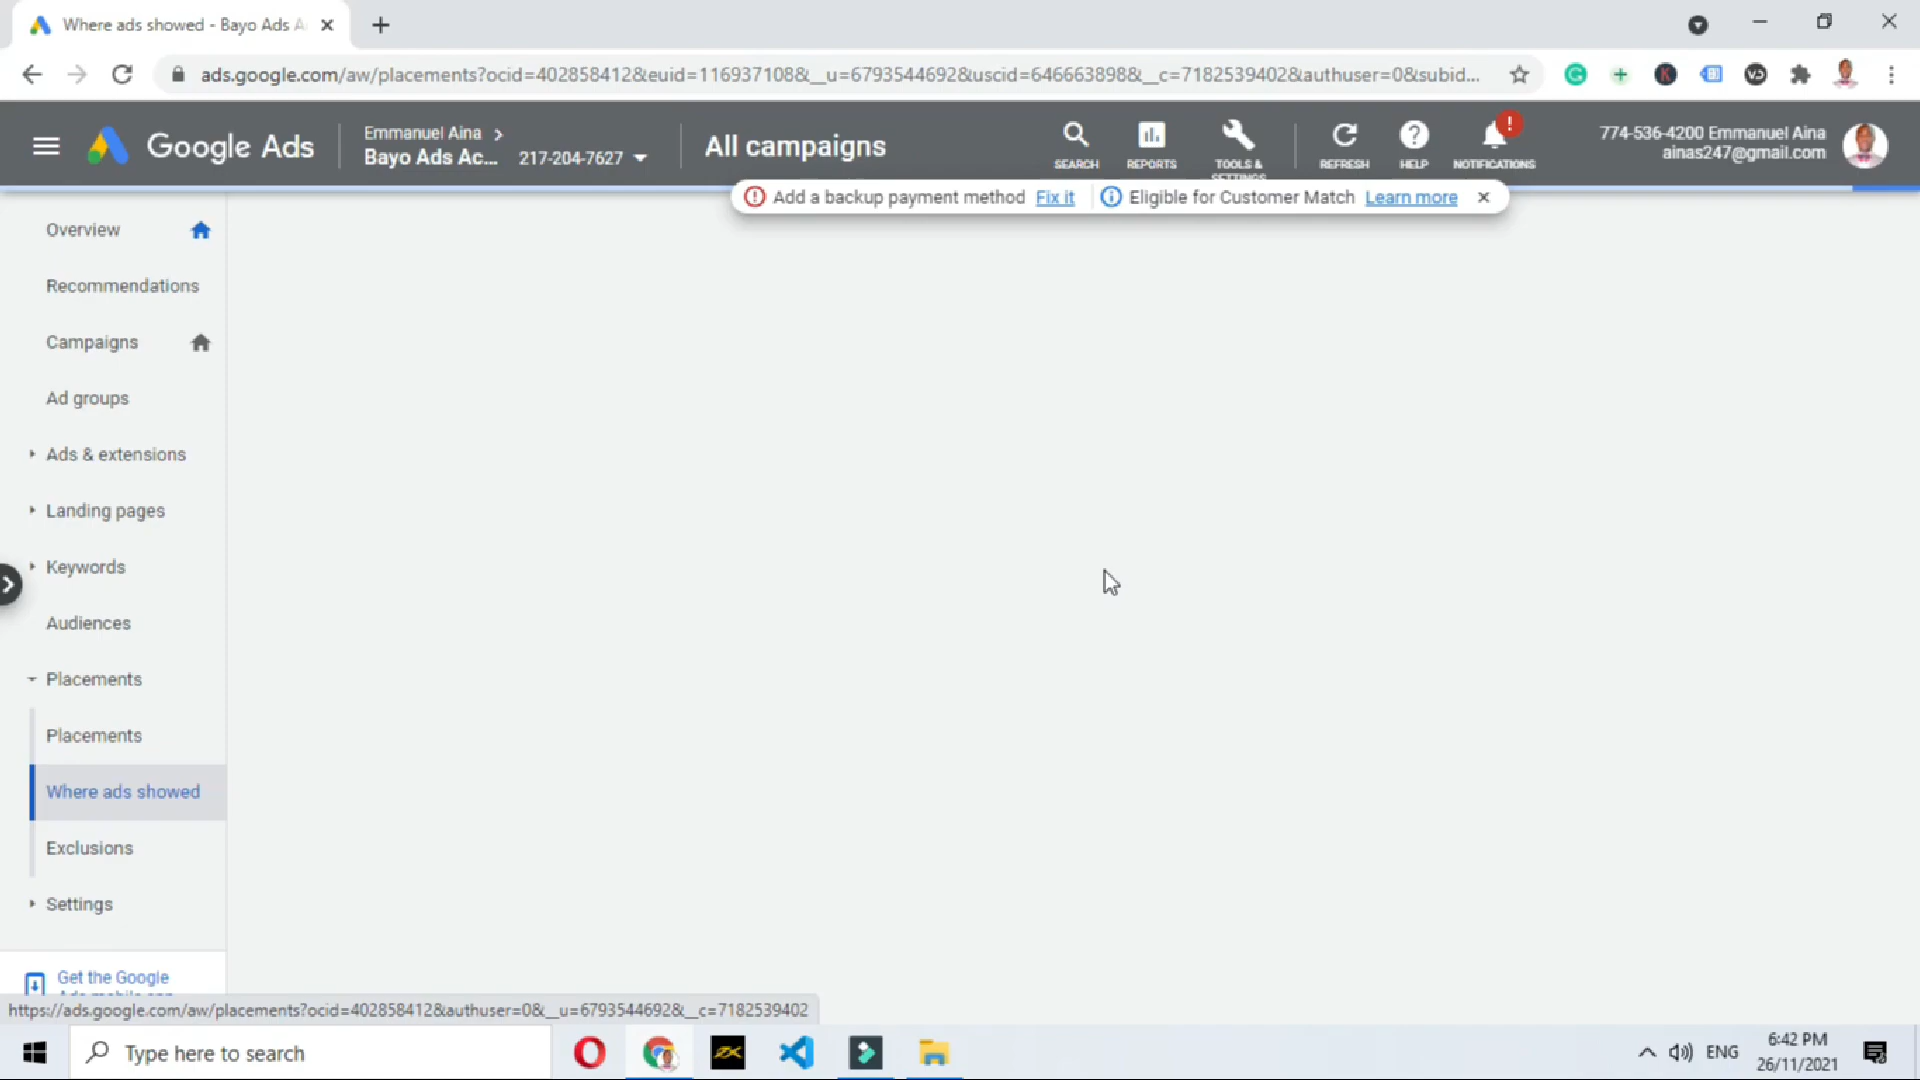 Where ads showed - Bayo Ads A
ads.google.com/aw/placements?ocid=402858412&euid=116937108&__u=6793544692&uscid=646663898&__c=7182539402&authuser=0&subid...
Google Ads
Emmanuel Aina
Bayo Ads Ac... 217-204-7627
All campaigns
SEARCH
REPORTS
TOOLS & SETTINGS
REFRESH
HELP
NOTIFICATIONS
774-536-4200 Emmanuel Aina
ainas247@gmail.com
Add a backup payment method Fix it
Eligible for Customer Match Learn more
Overview
Recommendations
Campaigns
Ad groups
Ads & extensions
Landing pages
Keywords
Audiences
Placements
Placements
Where ads showed
Exclusions
Settings
Get the Google
Ads mobile app
https://ads.google.com/aw/placements?ocid=402858412&authuser=0&__u=6793544692&__c=7182539402
Type here to search
ENG
6:42 PM
26/11/2021